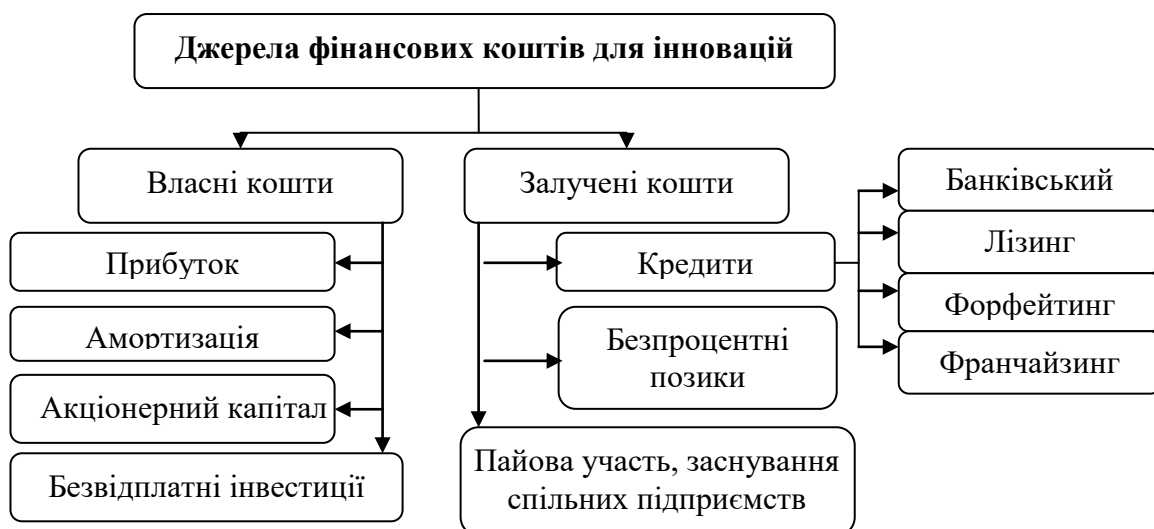 Джерела фінансових коштів для інновацій
Власні кошти
Прибуток
Амортизація
Акціонерний капітал
Безвідплатні інвестиції
Залучені кошти
Кредити
Безпроцентні
позики
Пайова участь, заснування
спільних підприємств
Банківський
Лізинг
Форфейтинг
Франчайзинг